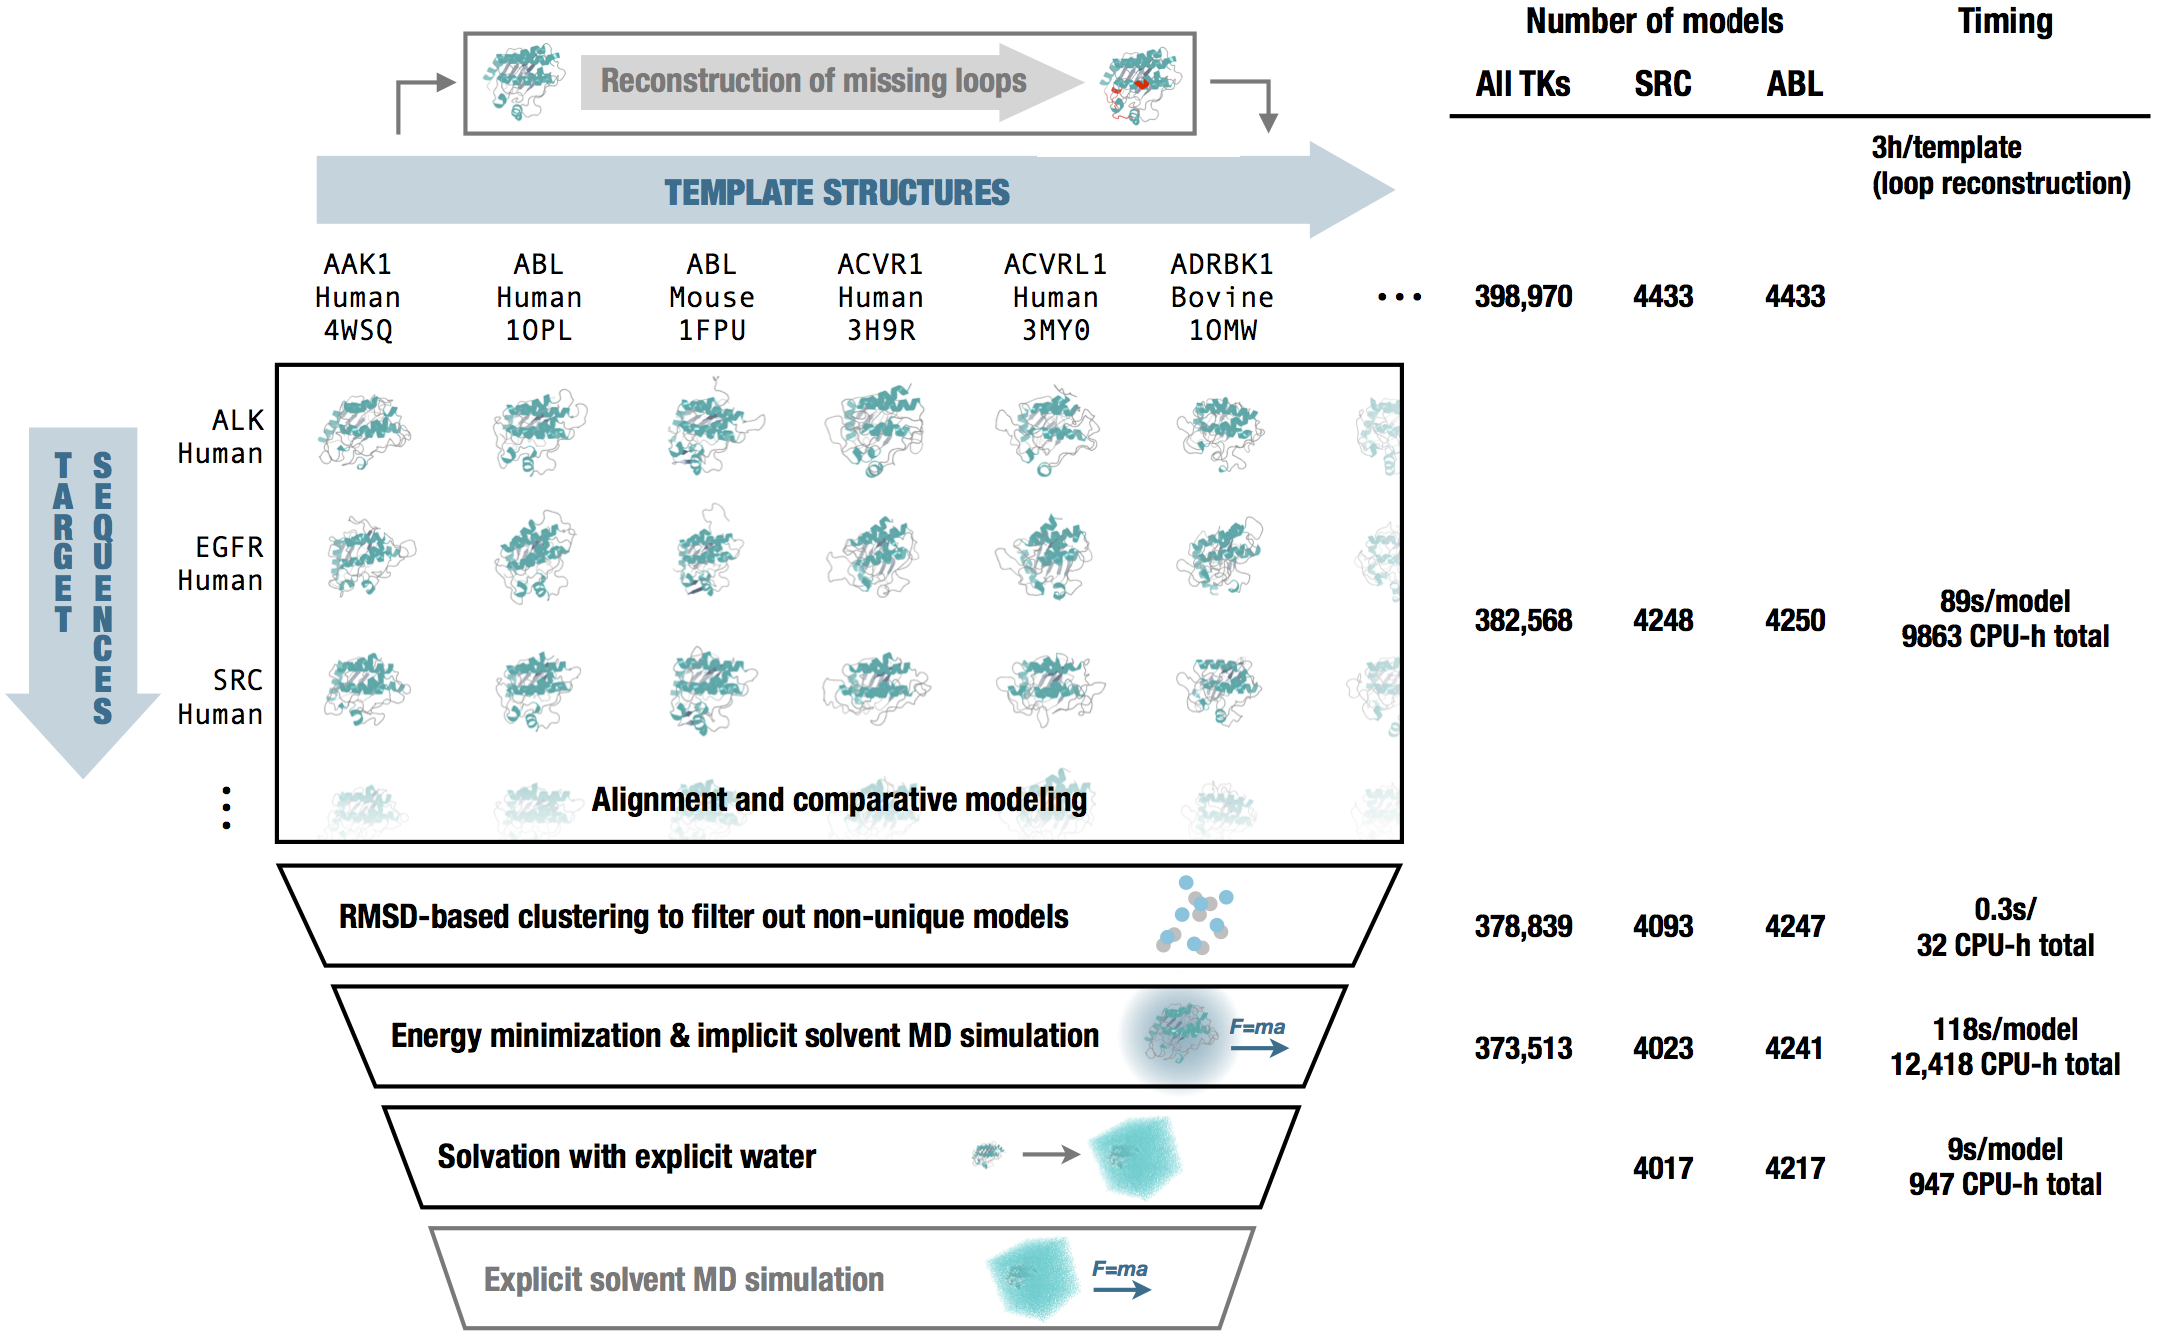 Number of models
Timing
All TKs
SRC
ABL
Reconstruction of missing loops
3h/template
(loop reconstruction)
TEMPLATE STRUCTURES
AAK1
Human
4WSQ
ABL
Human
1OPL
ABL
Mouse
1FPU
ACVR1
Human
3H9R
ACVRL1
Human
3MY0
ADRBK1
Bovine
1OMW
...
398,970
4433
4433
TARGET
SEQUENCES
ALK
Human
EGFR
Human
SRC
Human
⋮
Alignment and comparative modeling
382,568
4248
4250
89s/model
9863 CPU-h total
RMSD-based clustering to filter out non-unique models
378,839
4093
4247
0.3s/
32 CPU-h total
Energy minimization & implicit solvent MD simulation
F=ma
373,513
4023
4241
118s/model
12,418 CPU-h total
Solvation with explicit water
4017
4217
9s/model
947 CPU-h total
Explicit solvent MD simulation
F=ma